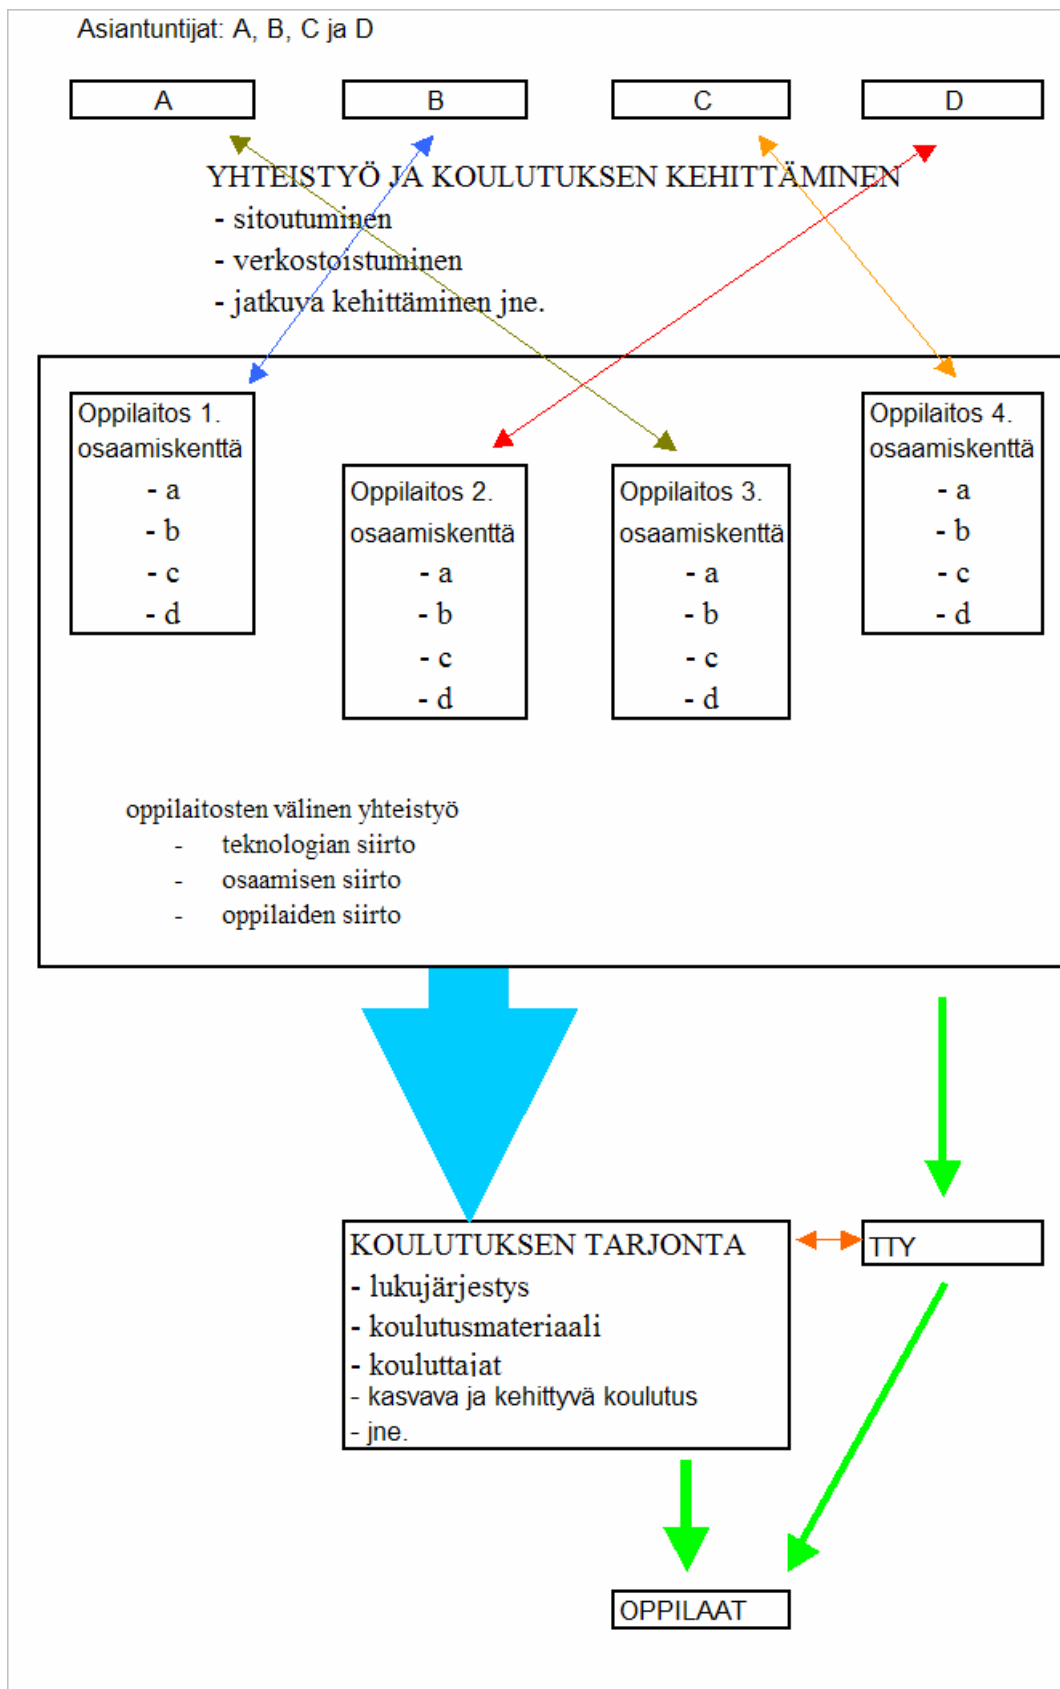 Asiantuntijat: A, B, C ja D
A
B
C
D
YHTEISTYÖ JA KOULUTUKSEN KEHITTÄMINEN
- sitoutuminen
- verkostoistuminen
- jatkuva kehittäminen jne.
Oppilaitos 1.
osaamiskenttä
- a
- b
- c
- d
Oppilaitos 2.
osaamiskenttä
- a
- b
- c
- d
Oppilaitos 3.
osaamiskenttä
- a
- b
- c
- d
Oppilaitos 4.
osaamiskenttä
- a
- b
- c
- d
oppilaitosten välinen yhteistyö
- teknologian siirto
- osaamisen siirto
- oppilaiden siirto
KOULUTUKSEN TARJONTA
- lukujärjestys
- koulutusmateriaali
- kouluttajat
- kasvava ja kehittyvä koulutus
- jne.
TTY
OPPILAAT